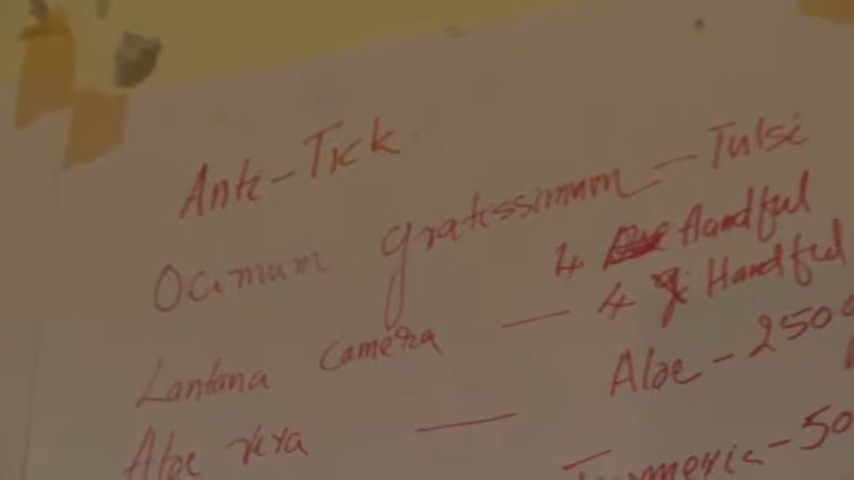 Anti-Tick
Ocimum gratissimum - Tulsi
4 Handful
Lantana camera - 4 Handful
Aloe vera - Aloe - 250
Turmeric - 50